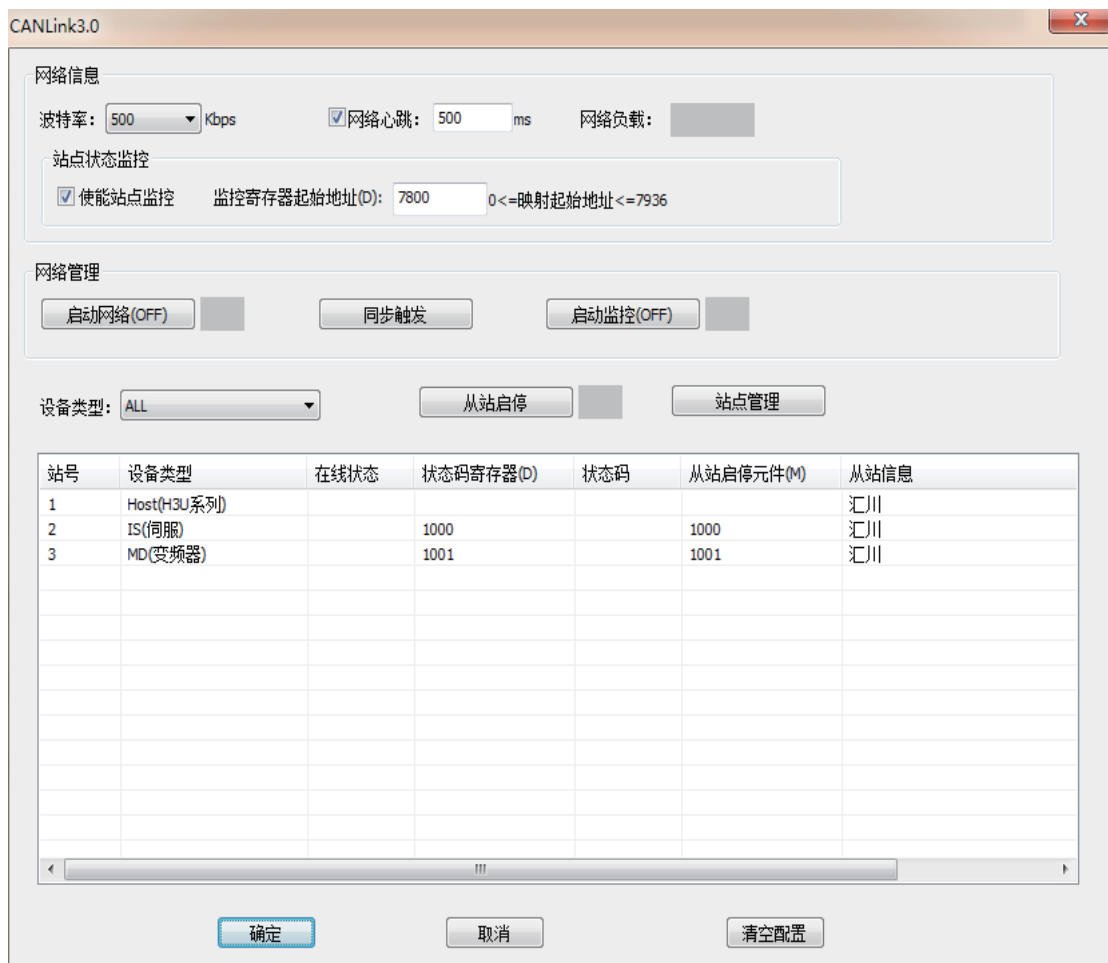 CANLink3.0
网络信息
波特率: 500 Kbps 网络心跳: 500 ms 网络负载:
站点状态监控
使能站点监控 监控寄存器起始地址(D): 7800 0<=映射起始地址<=7936
网络管理
启动网络(OFF) 同步触发 启动监控(OFF)
设备类型: ALL 从站启停 站点管理
站号 设备类型 在线状态 状态码寄存器(D) 状态码 从站启停元件(M) 从站信息
1 Host(H3U系列) 汇川
2 IS(伺服) 1000 1000 汇川
3 MD(变频器) 1001 1001 汇川
确定 取消 清空配置